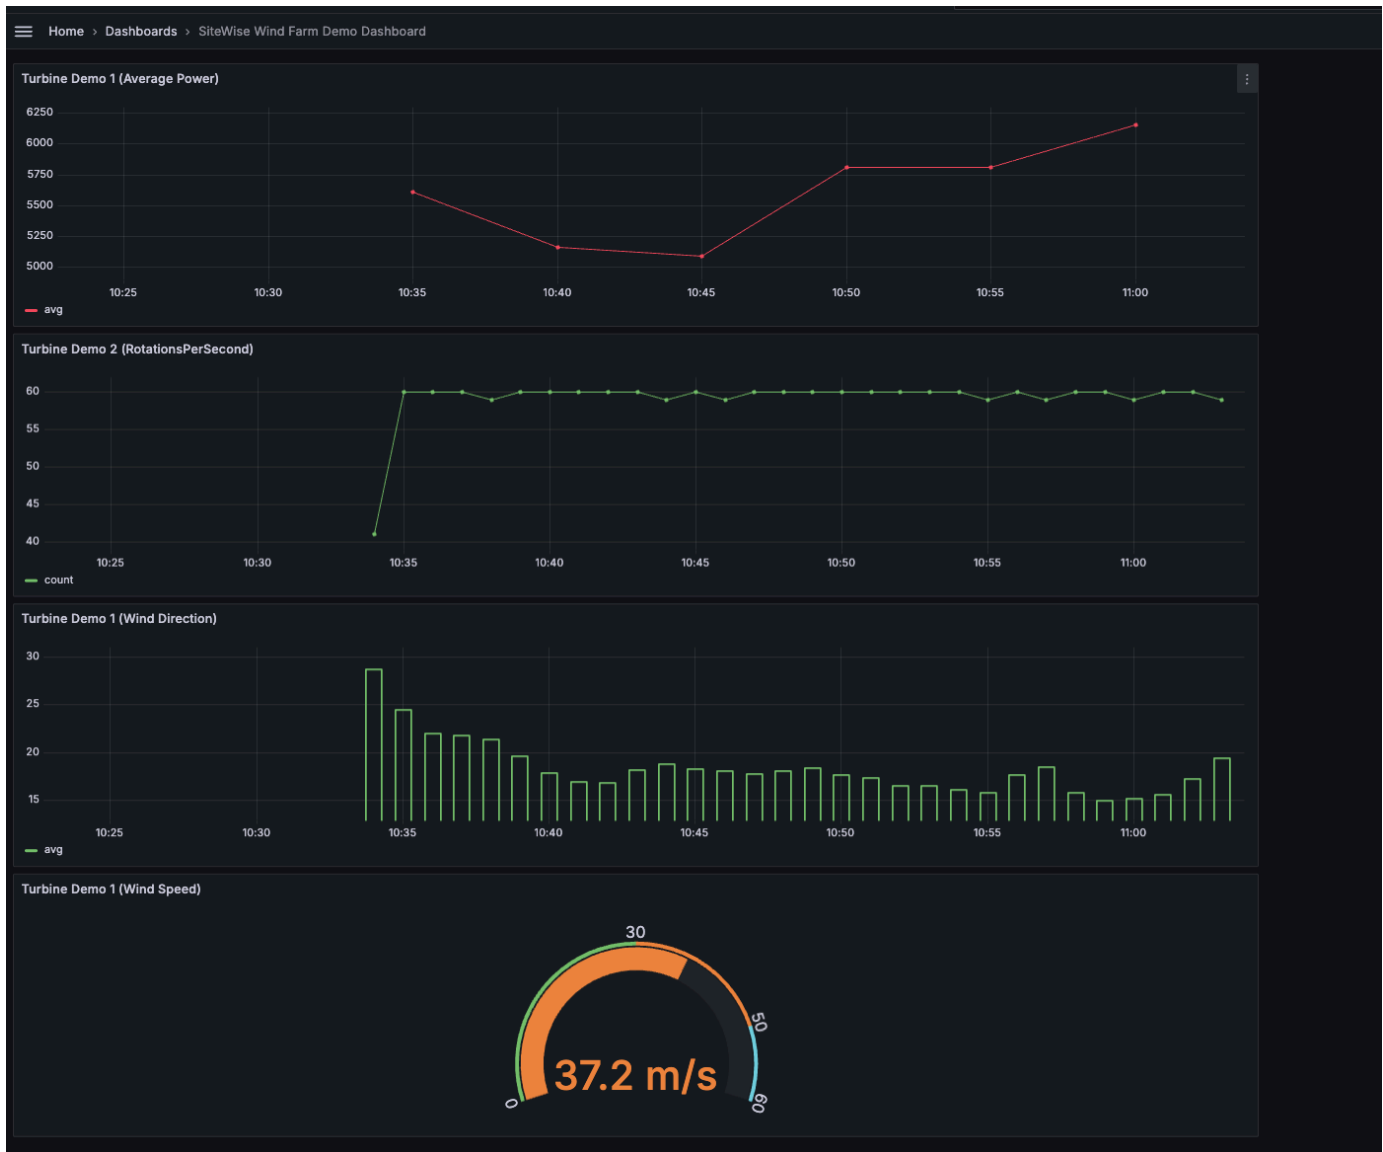 Home › Dashboards › SiteWise Wind Farm Demo Dashboard
Turbine Demo 1 (Average Power)
6250
6000
5750
5500
5250
5000
10:25 10:30 10:35 10:40 10:45 10:50 10:55 11:00
avg
Turbine Demo 2 (RotationsPerSecond)
60
55
50
45
40
10:25 10:30 10:35 10:40 10:45 10:50 10:55 11:00
count
Turbine Demo 1 (Wind Direction)
30
25
20
15
10:25 10:30 10:35 10:40 10:45 10:50 10:55 11:00
avg
Turbine Demo 1 (Wind Speed)
30
50
37.2 m/s
0
60